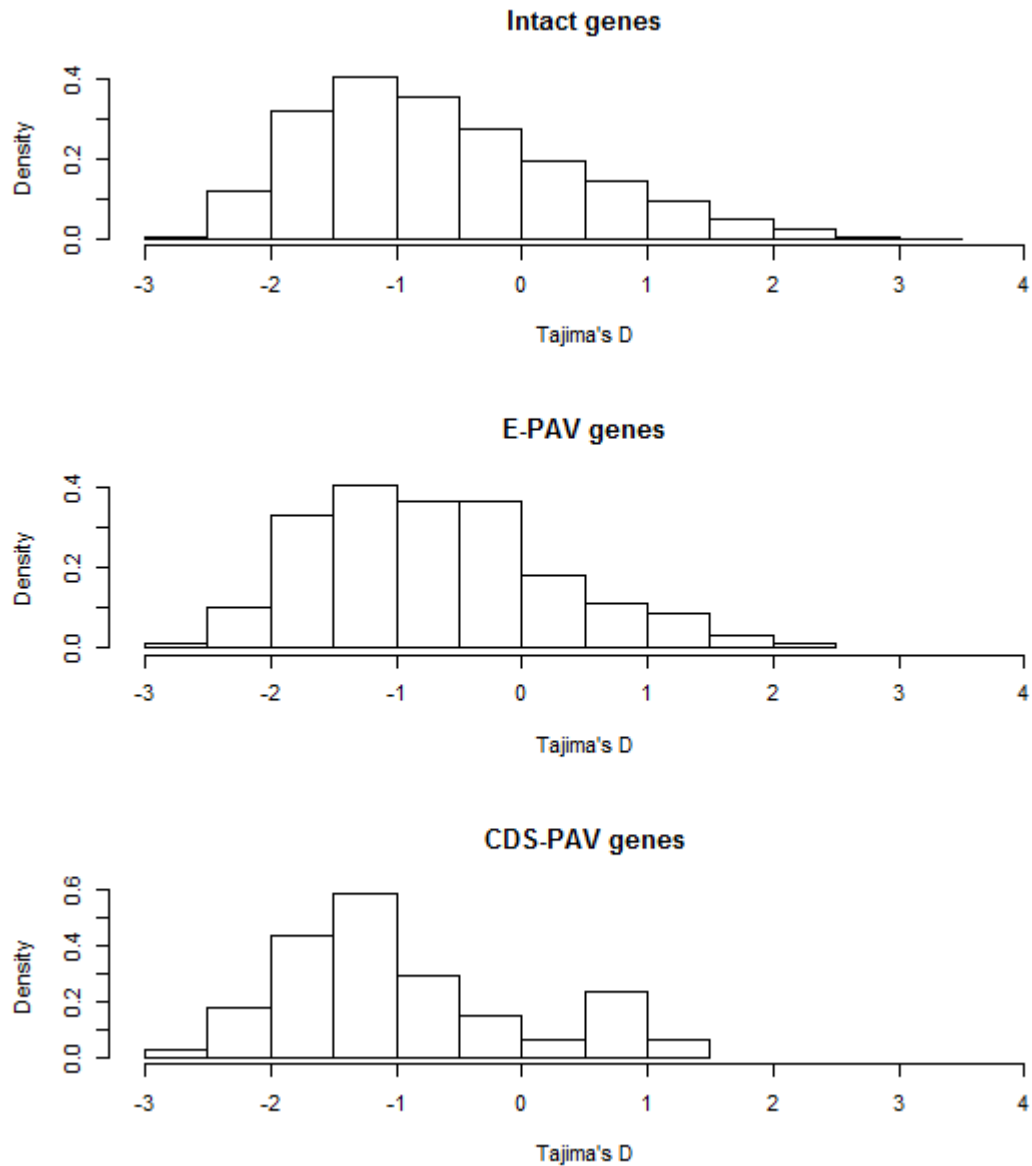 Intact genes
Density
0.0 0.2 0.4
-3 -2 -1 0 1 2 3 4
Tajima's D
E-PAV genes
Density
0.0 0.2 0.4
-3 -2 -1 0 1 2 3 4
Tajima's D
CDS-PAV genes
Density
0.0 0.2 0.4 0.6
-3 -2 -1 0 1 2 3 4
Tajima's D